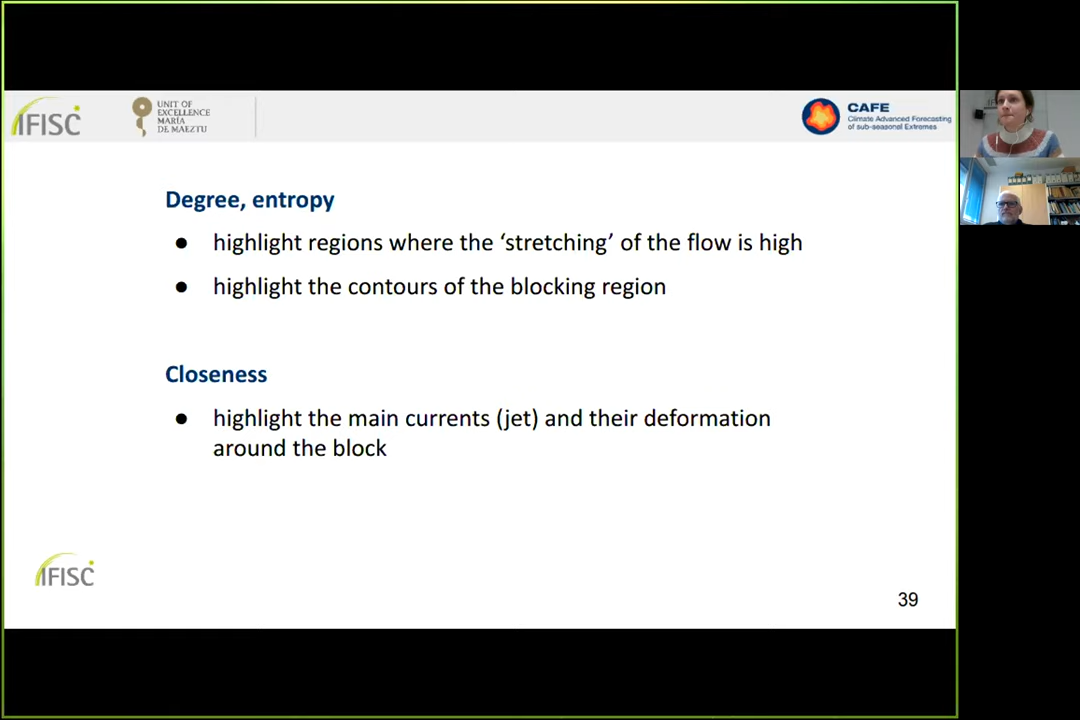 IFISC
UNIT OF
EXCELLENCE
MARÍA
DE MAEZTU
CAFE
Climate Advanced Forecasting
of sub-seasonal Extremes
Degree, entropy
● highlight regions where the ‘stretching’ of the flow is high
● highlight the contours of the blocking region
Closeness
● highlight the main currents (jet) and their deformation
around the block
IFISC
39